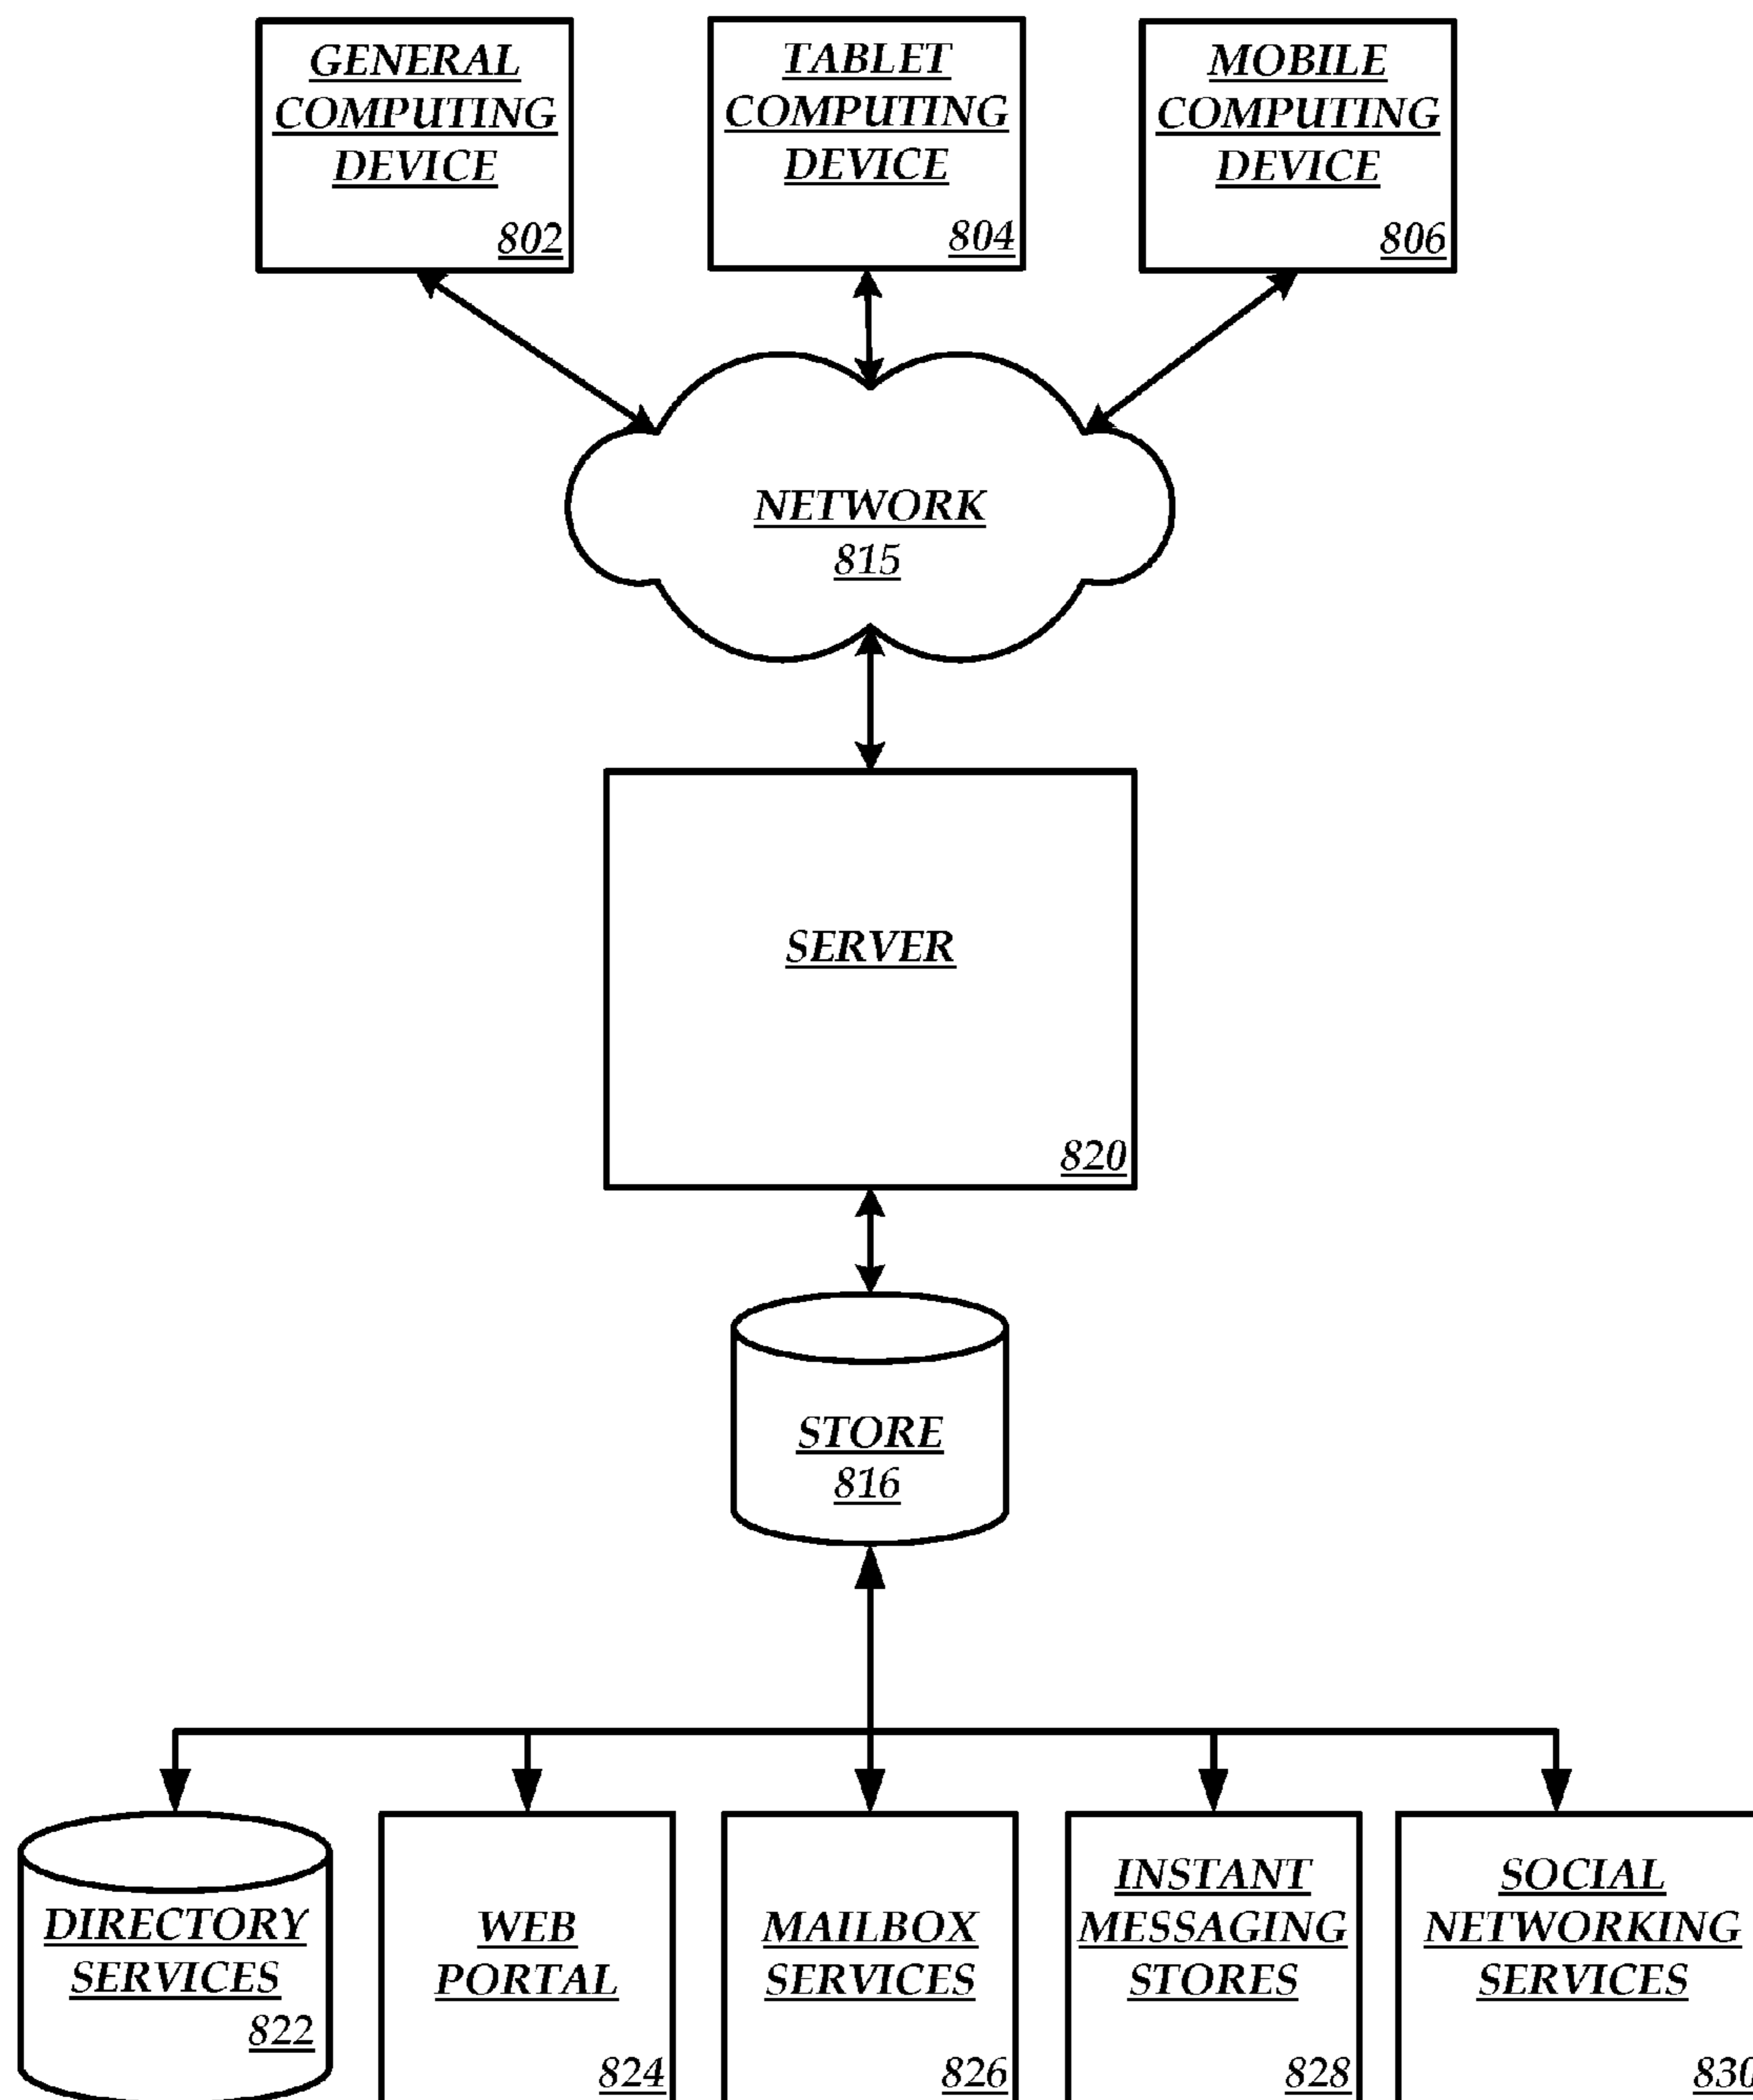 GENERAL
COMPUTING
DEVICE
802
TABLET
COMPUTING
DEVICE
804
MOBILE
COMPUTING
DEVICE
806
NETWORK
815
SERVER
820
STORE
816
DIRECTORY
SERVICES
822
WEB
PORTAL
824
MAILBOX
SERVICES
826
INSTANT
MESSAGING
STORES
828
SOCIAL
NETWORKING
SERVICES
830